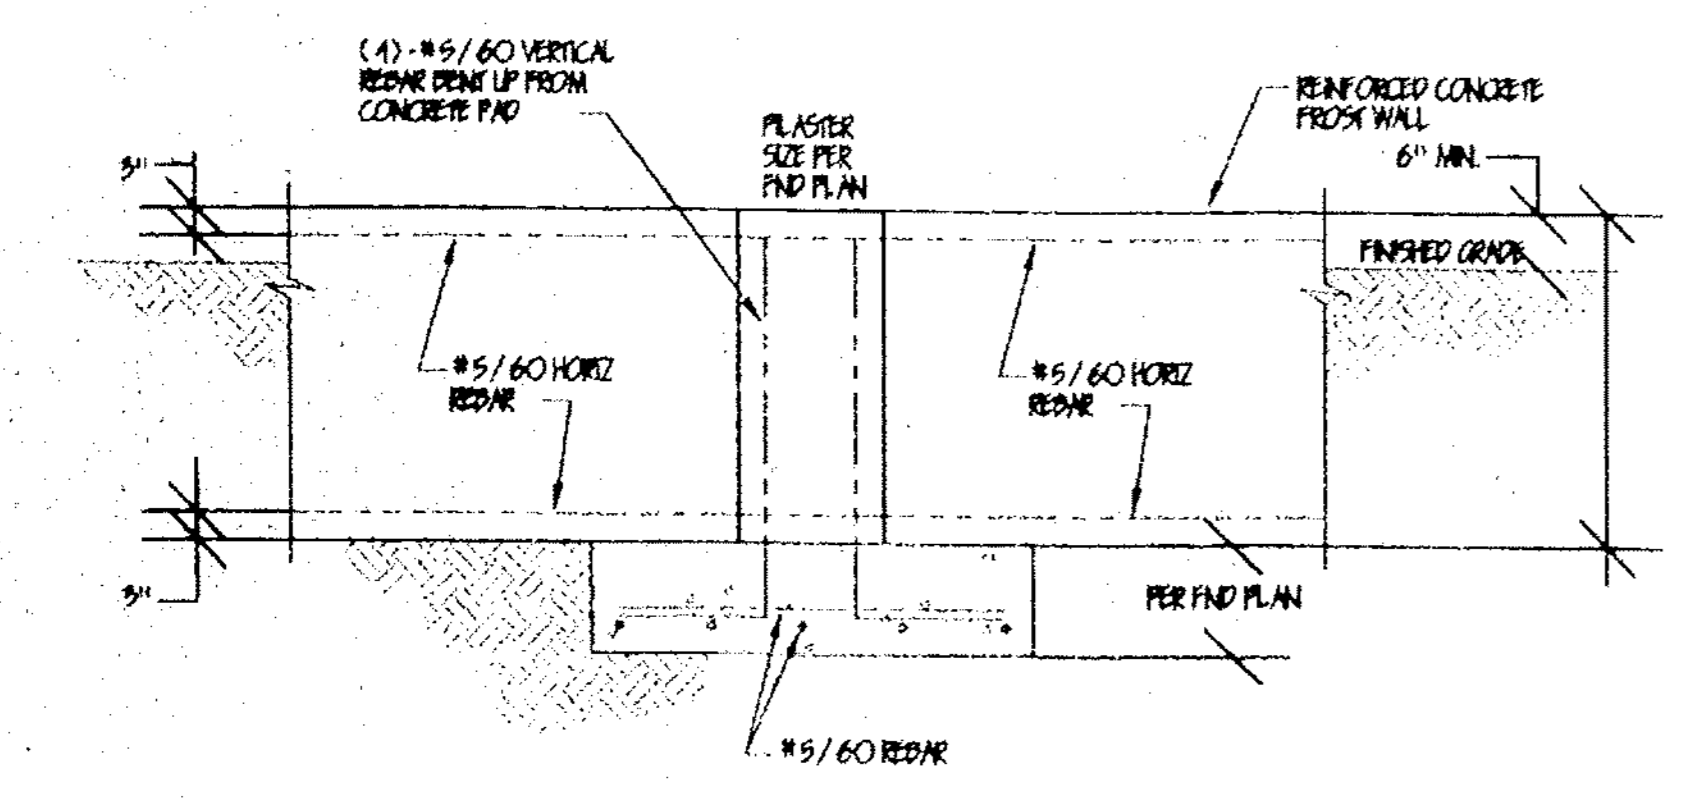 (4)-#5/60 VERTICAL
REBAR BENT UP FROM
CONCRETE PAD
PILASTER
SIZE PER
FND PLAN
REINFORCED CONCRETE
FROST WALL
6" MIN.
3"
FINISHED GRADE
#5/60 HORIZ
REBAR
#5/60 HORIZ
REBAR
3"
PER FND PLAN
#5/60 REBAR